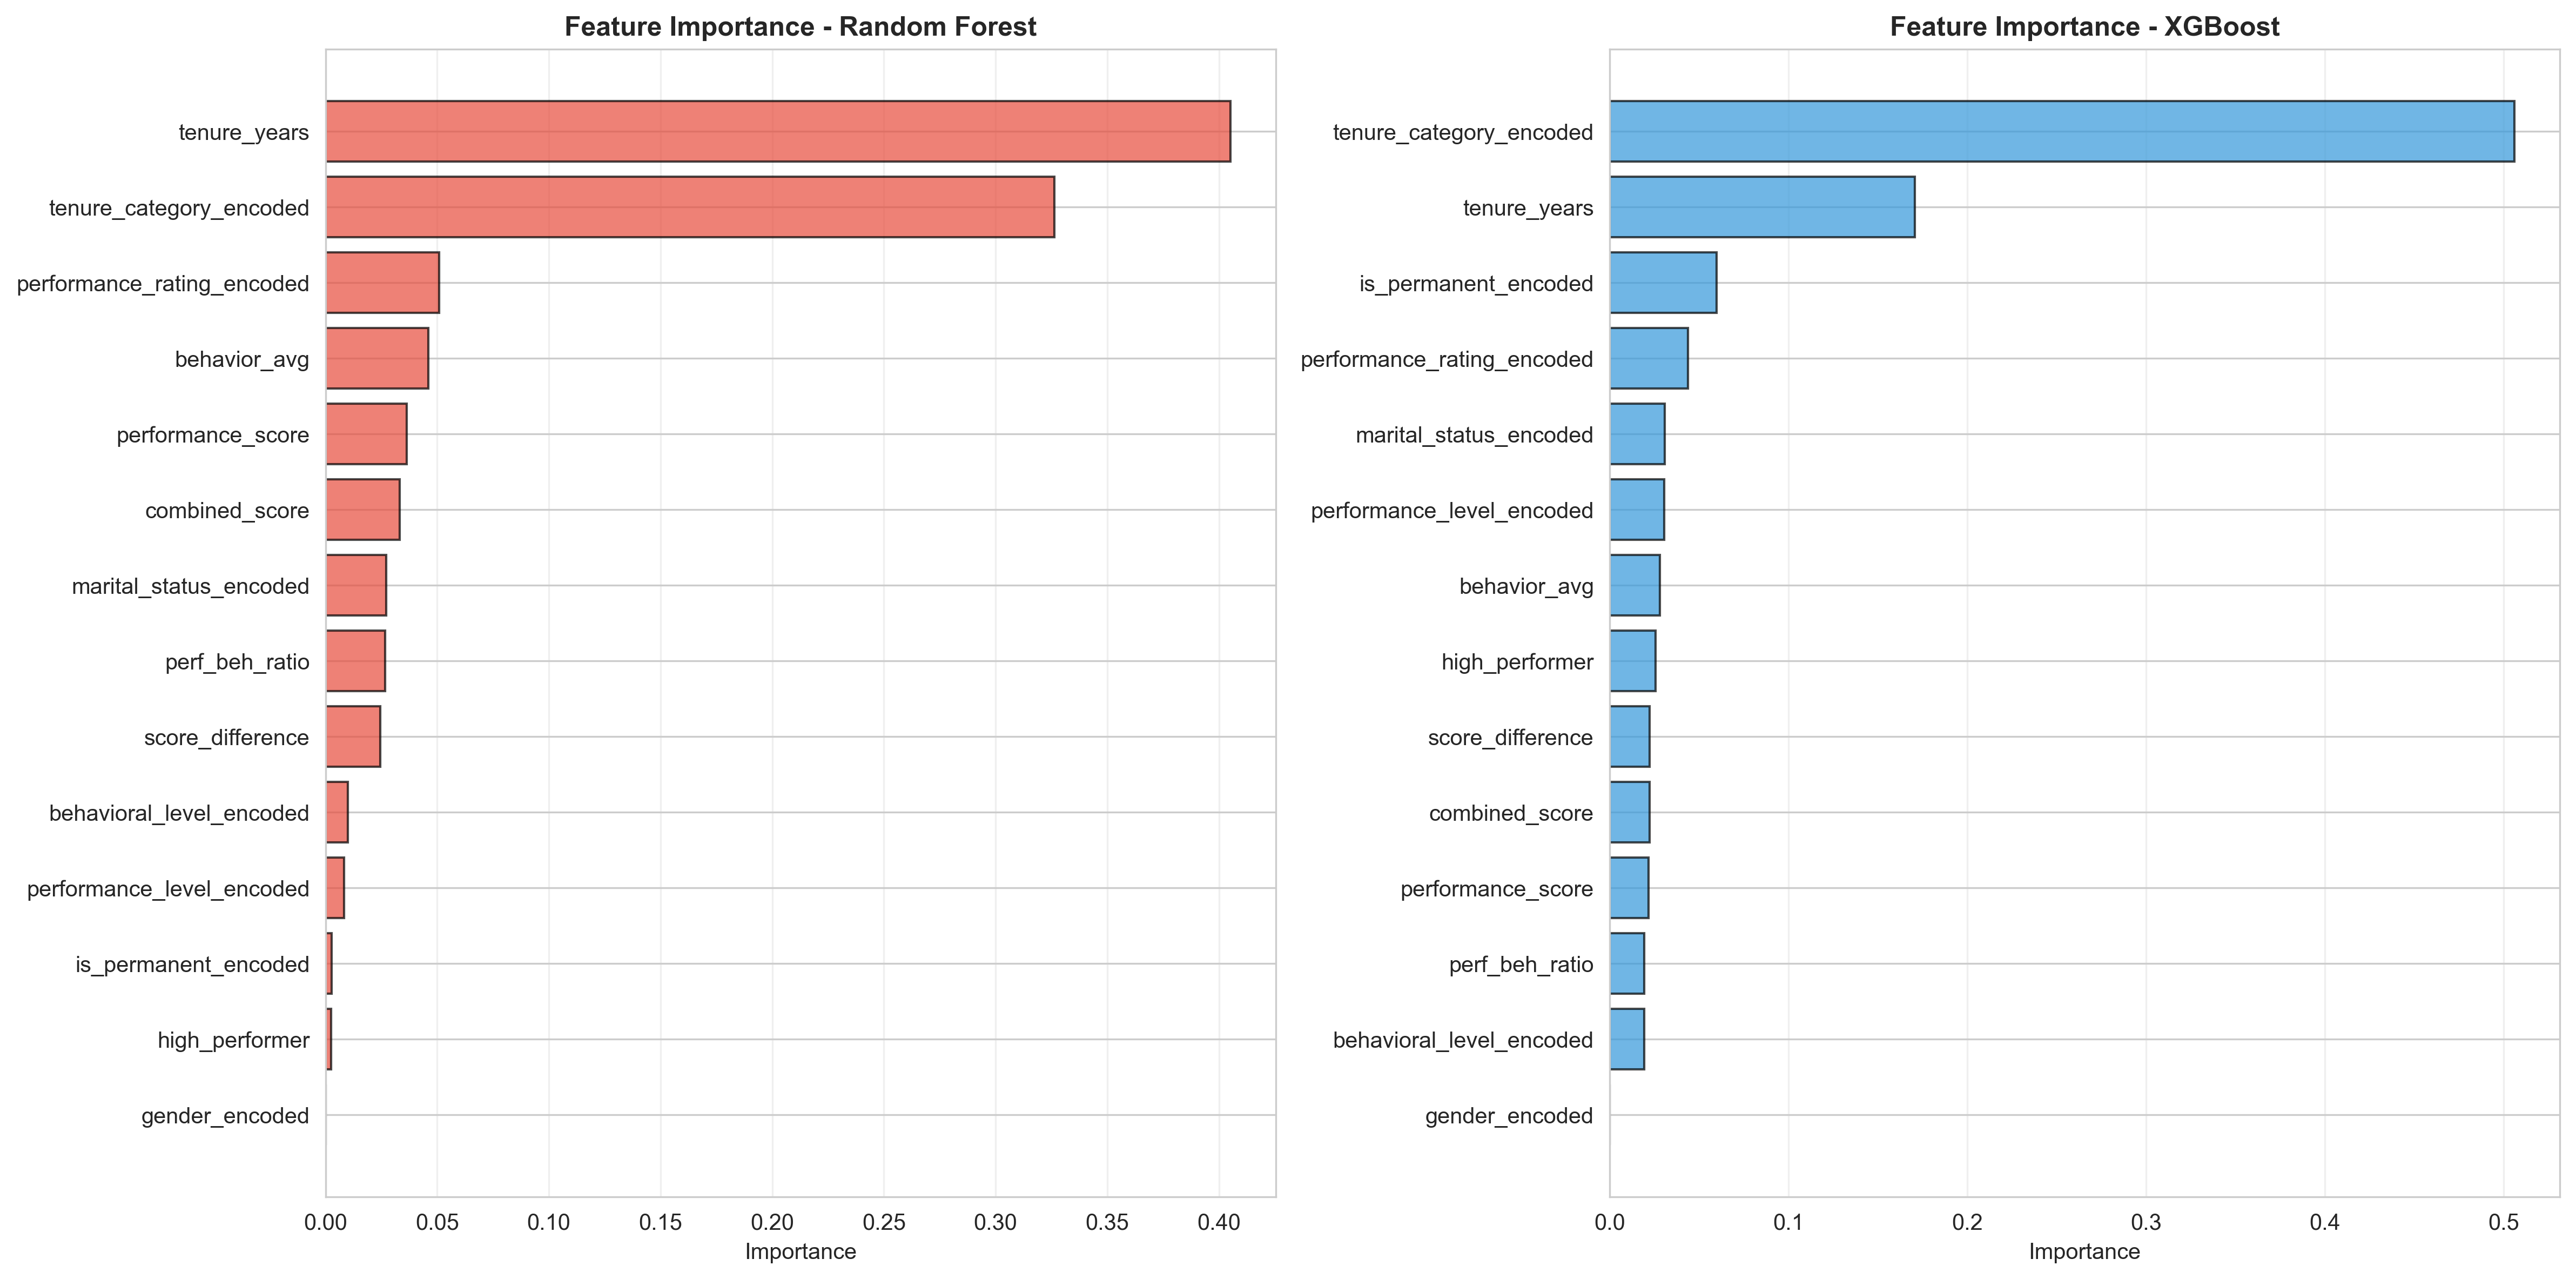 Feature Importance - Random Forest
tenure_years
tenure_category_encoded
performance_rating_encoded
behavior_avg
performance_score
combined_score
marital_status_encoded
perf_beh_ratio
score_difference
behavioral_level_encoded
performance_level_encoded
is_permanent_encoded
high_performer
gender_encoded
0.00 0.05 0.10 0.15 0.20 0.25 0.30 0.35 0.40
Importance
Feature Importance - XGBoost
tenure_category_encoded
tenure_years
is_permanent_encoded
performance_rating_encoded
marital_status_encoded
performance_level_encoded
behavior_avg
high_performer
score_difference
combined_score
performance_score
perf_beh_ratio
behavioral_level_encoded
gender_encoded
0.0 0.1 0.2 0.3 0.4 0.5
Importance